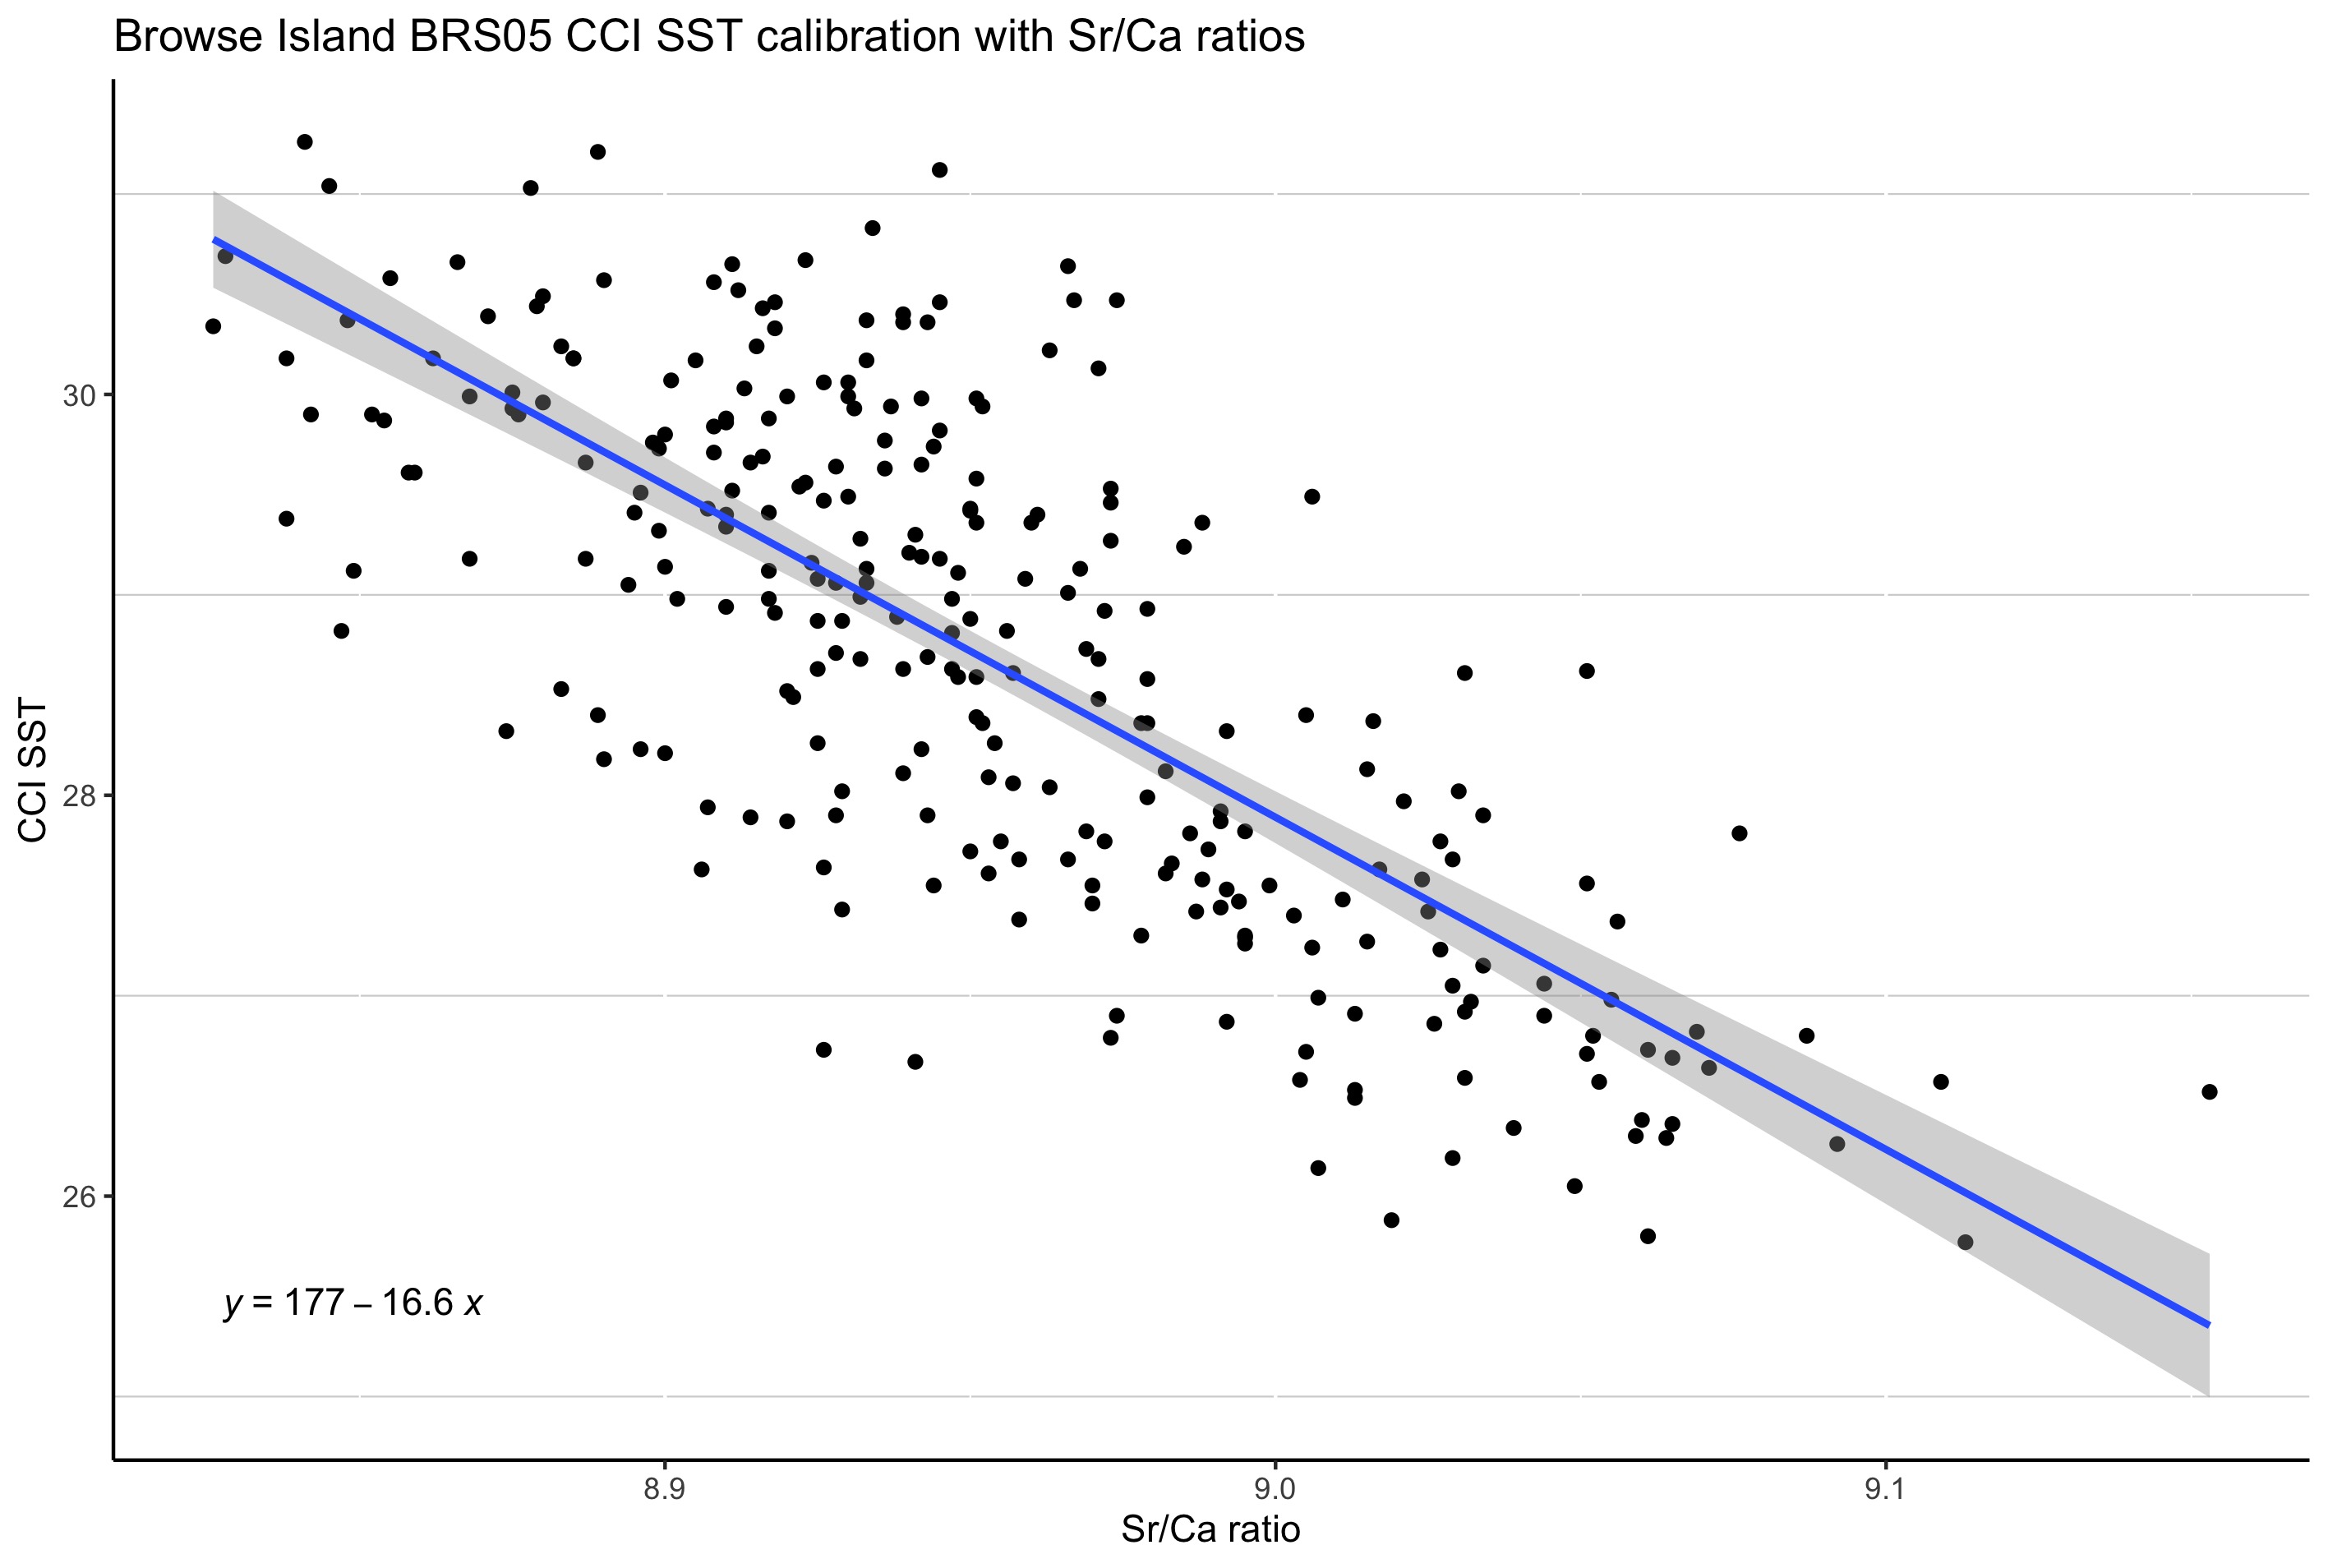 Browse Island BRS05 CCI SST calibration with Sr/Ca ratios
CCI SST
30
28
26
y = 177 – 16.6 x
8.9 9.0 9.1
Sr/Ca ratio